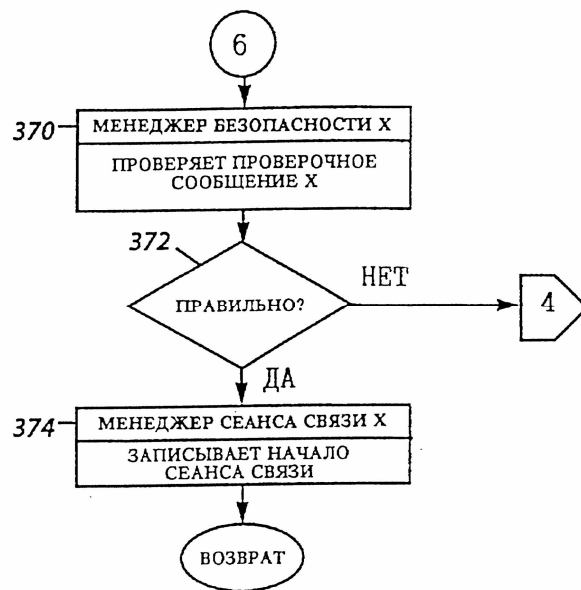 6
370
МЕНЕДЖЕР БЕЗОПАСНОСТИ X
ПРОВЕРЯЕТ ПРОВЕРОЧНОЕ
СООБЩЕНИЕ X
372
ПРАВИЛЬНО?
НЕТ
4
ДА
374
МЕНЕДЖЕР СЕАНСА СВЯЗИ X
ЗАПИСЫВАЕТ НАЧАЛО
СЕАНСА СВЯЗИ
ВОЗВРАТ